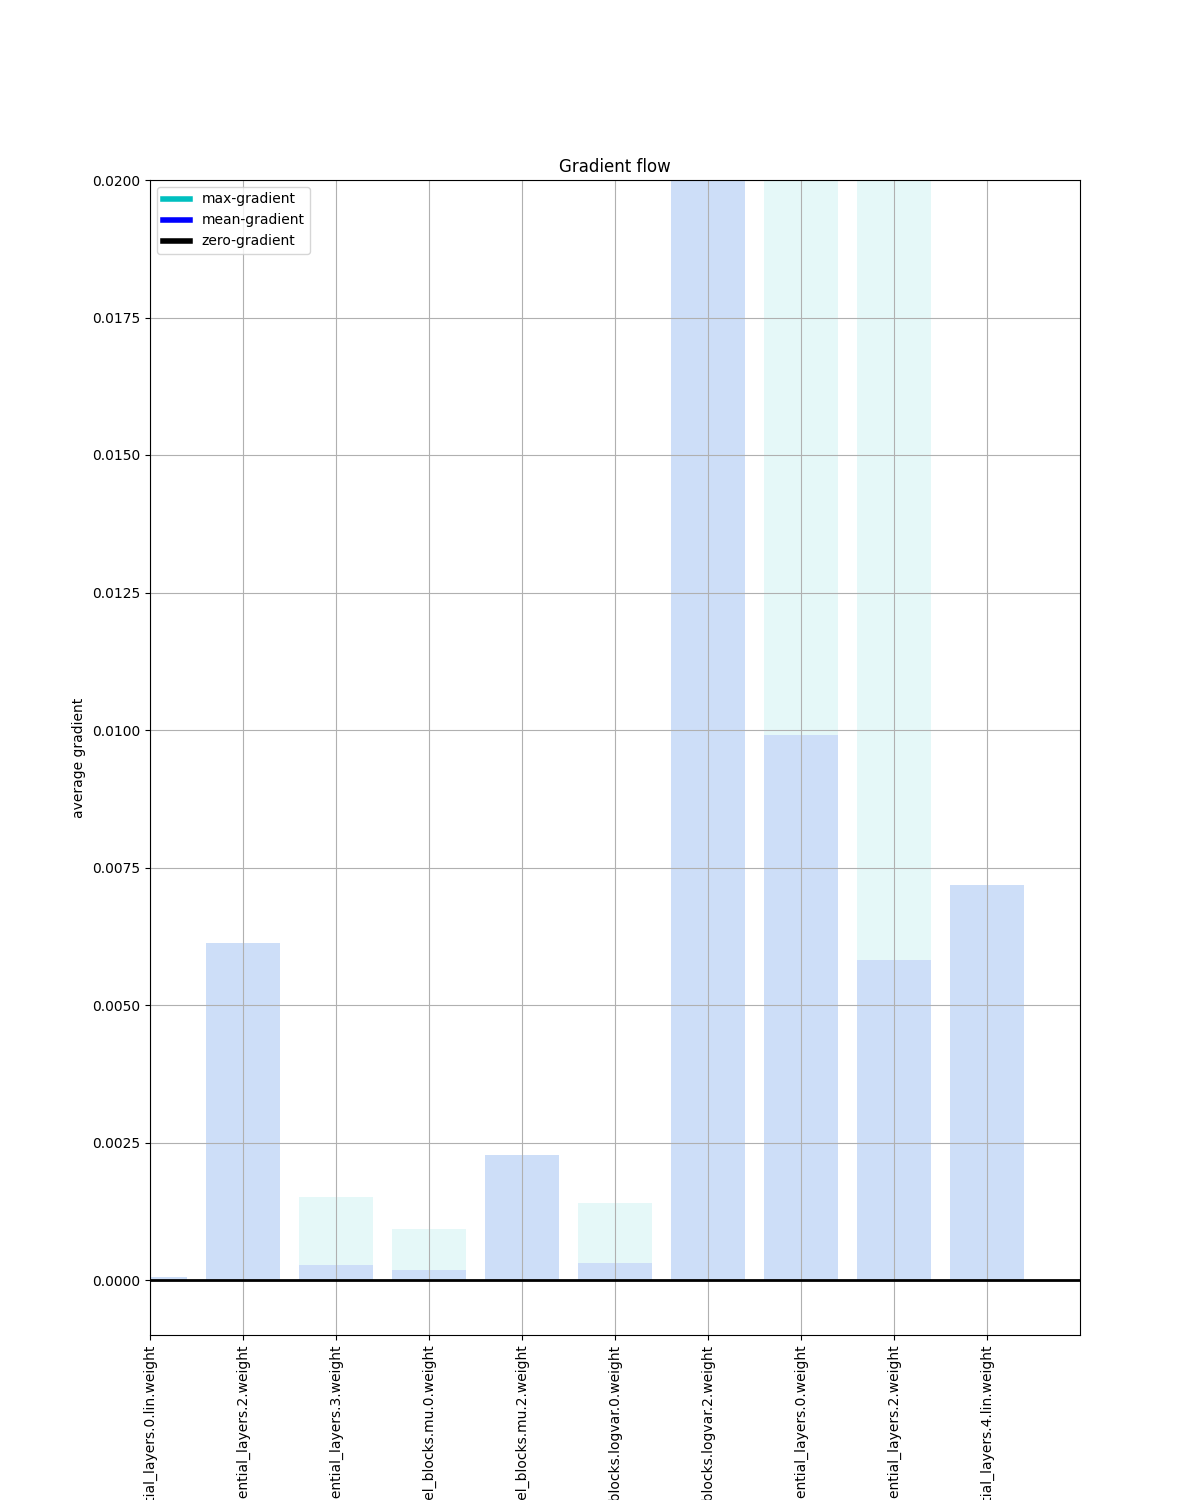 Gradient flow
max-gradient
mean-gradient
zero-gradient
average gradient
0.0200
0.0175
0.0150
0.0125
0.0100
0.0075
0.0050
0.0025
0.0000
tial_layers.0.lin.weight
ential_layers.2.weight
ential_layers.3.weight
el_blocks.mu.0.weight
el_blocks.mu.2.weight
blocks.logvar.0.weight
blocks.logvar.2.weight
ential_layers.0.weight
ential_layers.2.weight
tial_layers.4.lin.weight